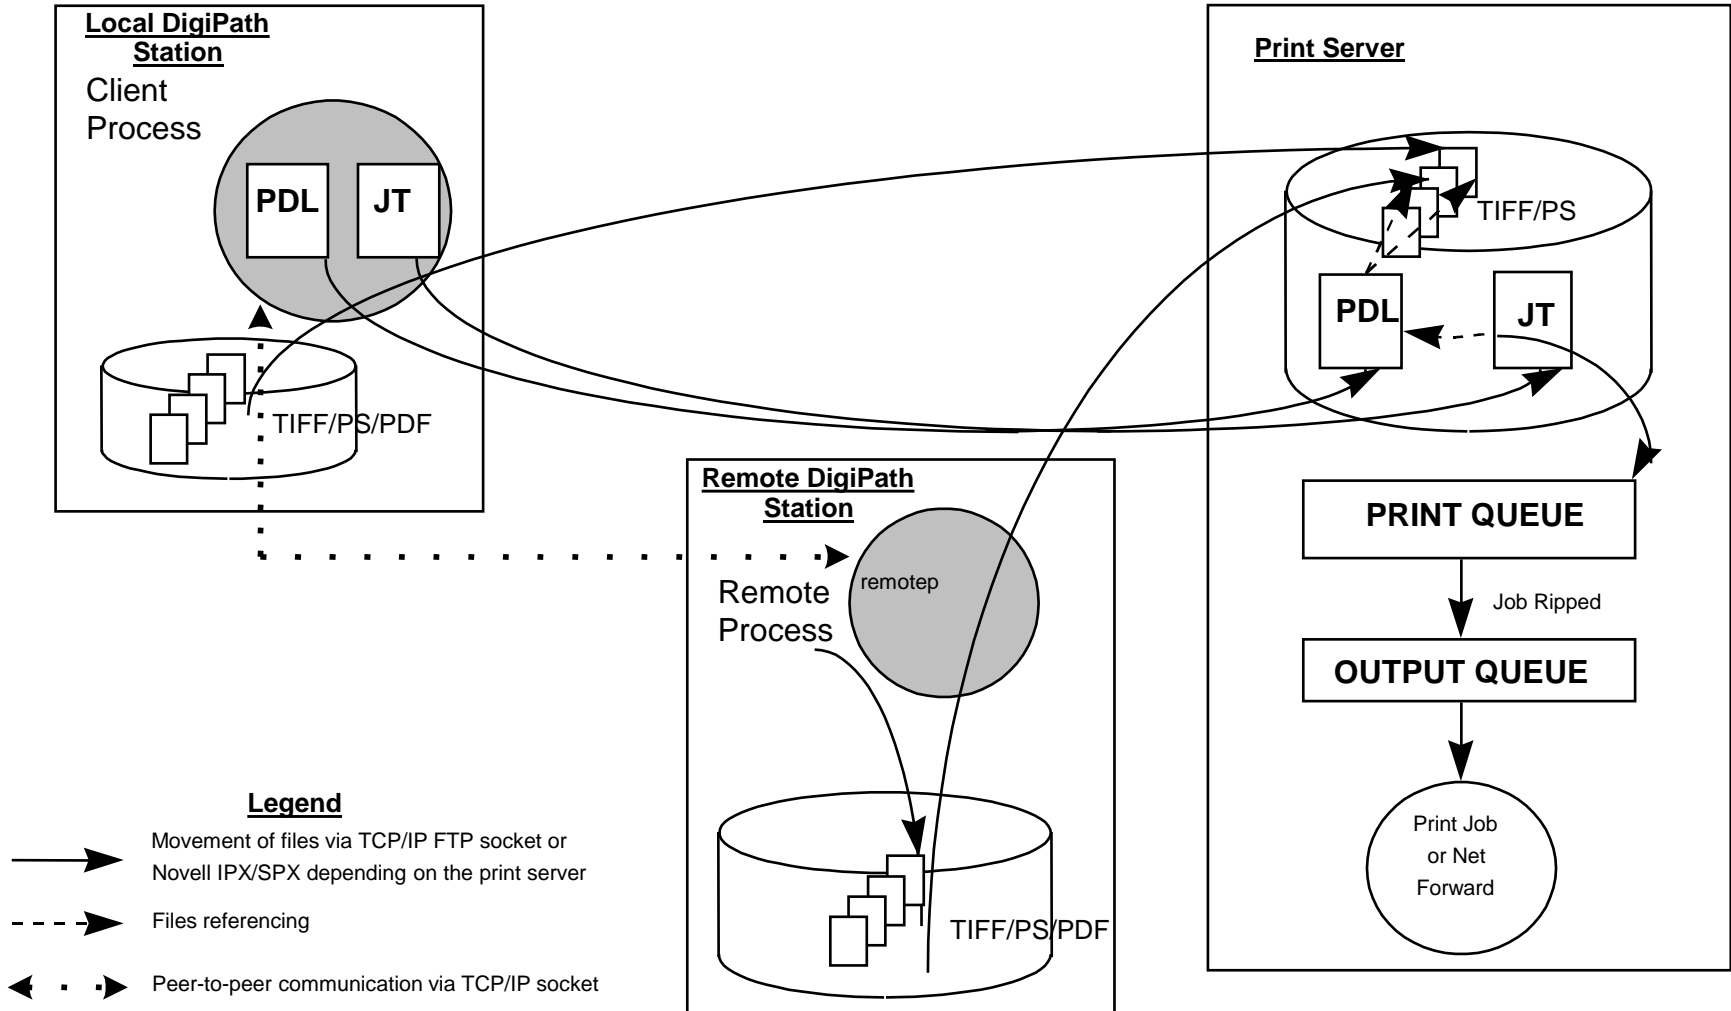 Local DigiPath
Station
Client
Process
PDL
JT
TIFF/PS/PDF
Print Server
TIFF/PS
PDL
JT
PRINT QUEUE
Job Ripped
OUTPUT QUEUE
Print Job
or Net
Forward
Remote DigiPath
Station
remotep
Remote
Process
TIFF/PS/PDF
Legend
Movement of files via TCP/IP FTP socket or
Novell IPX/SPX depending on the print server
Files referencing
Peer-to-peer communication via TCP/IP socket